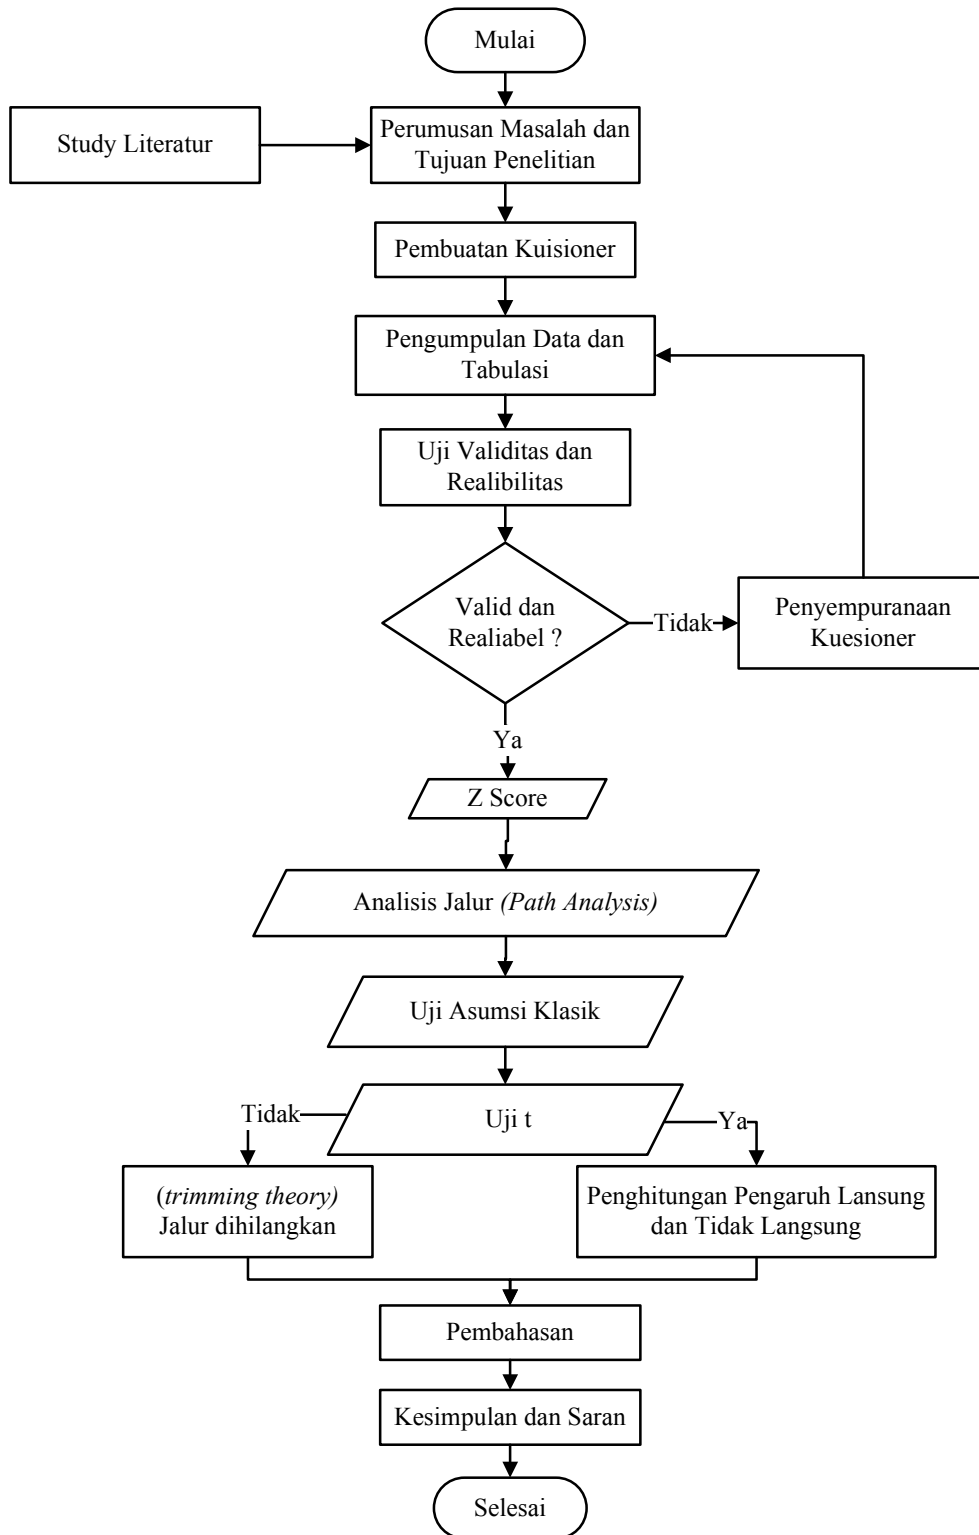 Mulai
Study Literatur
Perumusan Masalah dan
Tujuan Penelitian
Pembuatan Kuisioner
Pengumpulan Data dan
Tabulasi
Uji Validitas dan
Realibilitas
Valid dan
Realiabel ?
Tidak
Penyempuranaan
Kuesioner
Ya
Z Score
Analisis Jalur (Path Analysis)
Uji Asumsi Klasik
Uji t
Tidak
Ya
(trimming theory)
Jalur dihilangkan
Penghitungan Pengaruh Lansung
dan Tidak Langsung
Pembahasan
Kesimpulan dan Saran
Selesai